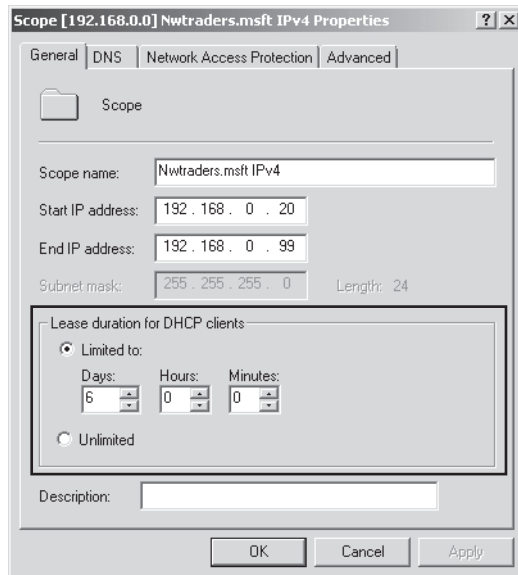 Scope [192.168.0.0] Nwtraders.msft IPv4 Properties ? X
General DNS Network Access Protection Advanced
Scope
Scope name: Nwtraders.msft IPv4
Start IP address: 192 . 168 . 0 . 20
End IP address: 192 . 168 . 0 . 99
Subnet mask: 255 . 255 . 255 . 0 Length: 24
Lease duration for DHCP clients
Limited to:
Days: Hours: Minutes:
6 0 0
Unlimited
Description:
OK Cancel Apply